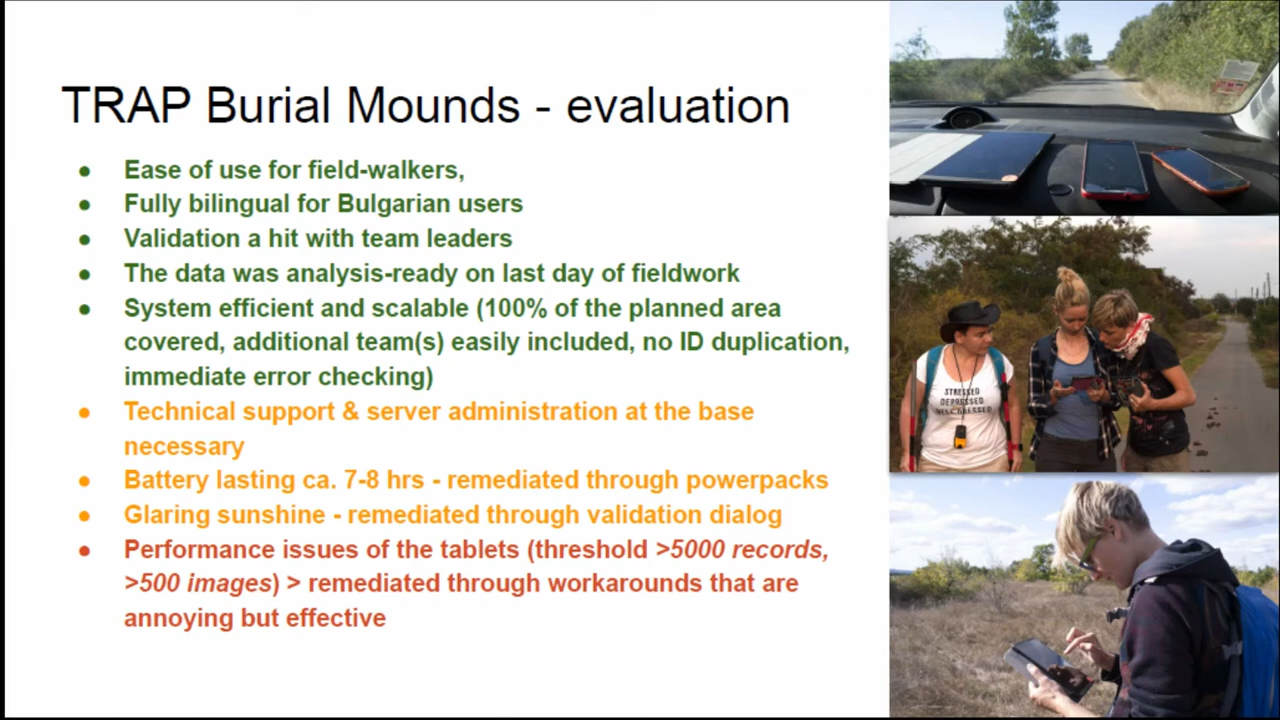 TRAP Burial Mounds - evaluation
● Ease of use for field-walkers,
● Fully bilingual for Bulgarian users
● Validation a hit with team leaders
● The data was analysis-ready on last day of fieldwork
● System efficient and scalable (100% of the planned area
covered, additional team(s) easily included, no ID duplication,
immediate error checking)
● Technical support & server administration at the base
necessary
● Battery lasting ca. 7-8 hrs - remediated through powerpacks
● Glaring sunshine - remediated through validation dialog
● Performance issues of the tablets (threshold >5000 records,
>500 images) > remediated through workarounds that are
annoying but effective
STRESSED
DEPRESSED